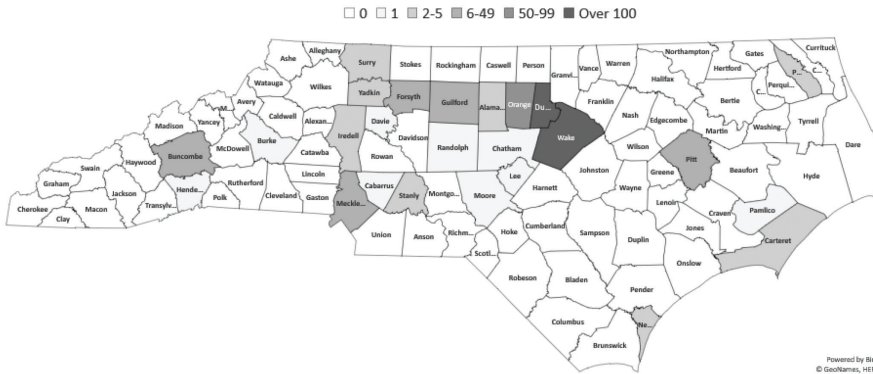 0 1 2-5 6-49 50-99 Over 100
Ashe
Alleghany
Surry
Stokes
Rockingham
Caswell
Person
Granvi...
Vance
Warren
Northampton
Gates
Currituck
Hertford
Halifax
Watauga
Wilkes
Yadkin
Forsyth
Guilford
Alama...
Orange
Du...
Franklin
P...
C...
Perqui...
C...
Bertie
Avery
M...
Yancey
Caldwell
Alexan...
Iredell
Davie
Davidson
Nash
Edgecombe
Martin
Washing...
Tyrrell
Dare
Madison
Buncombe
McDowell
Burke
Catawba
Rowan
Randolph
Chatham
Wake
Wilson
Pitt
Beaufort
Hyde
Haywood
Swain
Graham
Jackson
Hende...
Rutherford
Polk
Cleveland
Lincoln
Gaston
Cabarrus
Stanly
Montgo...
Moore
Lee
Harnett
Johnston
Wayne
Greene
Lenoir
Craven
Pamlico
Cherokee
Clay
Macon
Transylv...
Meckle...
Union
Anson
Richm...
Scotl...
Hoke
Cumberland
Sampson
Duplin
Jones
Onslow
Carteret
Robeson
Bladen
Pender
Ne...
Columbus
Brunswick
Powered by Bi
© GeoNames, HE